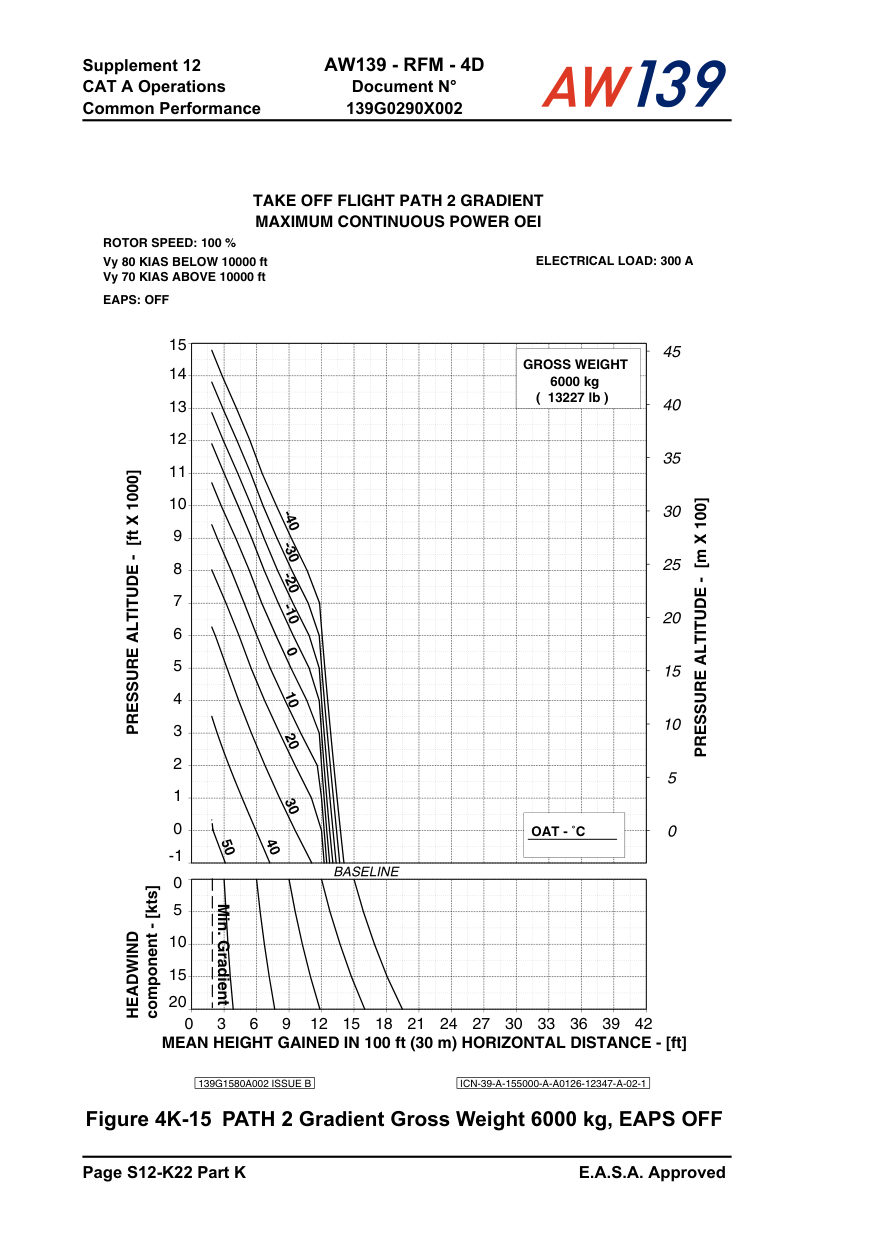 Supplement 12
CAT A Operations
Common Performance
AW139 - RFM - 4D
Document N°
139G0290X002
AW139
TAKE OFF FLIGHT PATH 2 GRADIENT
MAXIMUM CONTINUOUS POWER OEI
ROTOR SPEED: 100 %
Vy 80 KIAS BELOW 10000 ft
Vy 70 KIAS ABOVE 10000 ft
EAPS: OFF
ELECTRICAL LOAD: 300 A
GROSS WEIGHT
6000 kg
( 13227 lb )
PRESSURE ALTITUDE - [ft X 1000]
15
14
13
12
11
10
9
8
7
6
5
4
3
2
1
0
-1
-40
-30
-20
-10
0
10
20
30
40
50
45
40
35
30
25
20
15
10
5
0
PRESSURE ALTITUDE - [m X 100]
OAT - °C
BASELINE
HEADWIND
component - [kts]
0
5
10
15
20
Min. Gradient
0 3 6 9 12 15 18 21 24 27 30 33 36 39 42
MEAN HEIGHT GAINED IN 100 ft (30 m) HORIZONTAL DISTANCE - [ft]
139G1580A002 ISSUE B
ICN-39-A-155000-A-A0126-12347-A-02-1
Figure 4K-15 PATH 2 Gradient Gross Weight 6000 kg, EAPS OFF
Page S12-K22 Part K
E.A.S.A. Approved